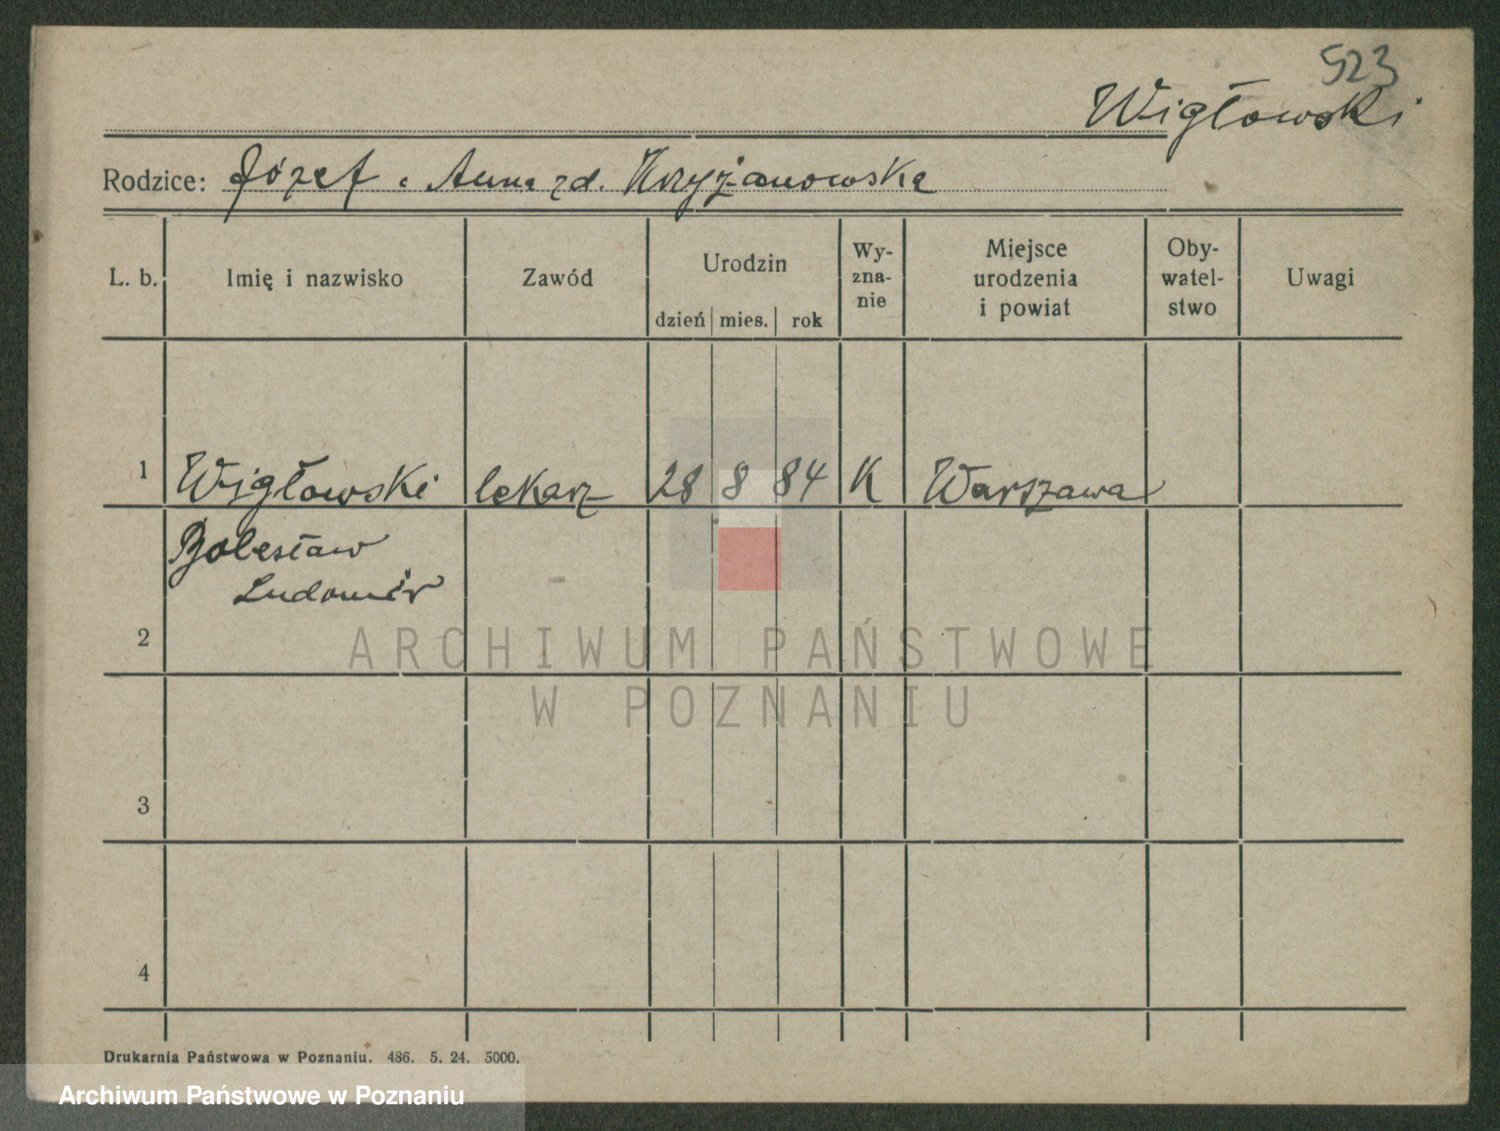 523
Wigłowski
Rodzice: Józef i Anna zd. Krzyżanowska
L. b. Imię i nazwisko Zawód Urodzin Wy-zna-nie Miejsce urodzenia i powiat Oby-watel-stwo Uwagi
dzień mies. rok
1 Wigłowski lekarz 28 8 84 K Warszawa
Bolesław
Ludomir
2
ARCHIWUM PAŃSTWOWE
W POZNANIU
3
4
Drukarnia Państwowa w Poznaniu. 486. 5. 24. 5000.
Archiwum Państwowe w Poznaniu